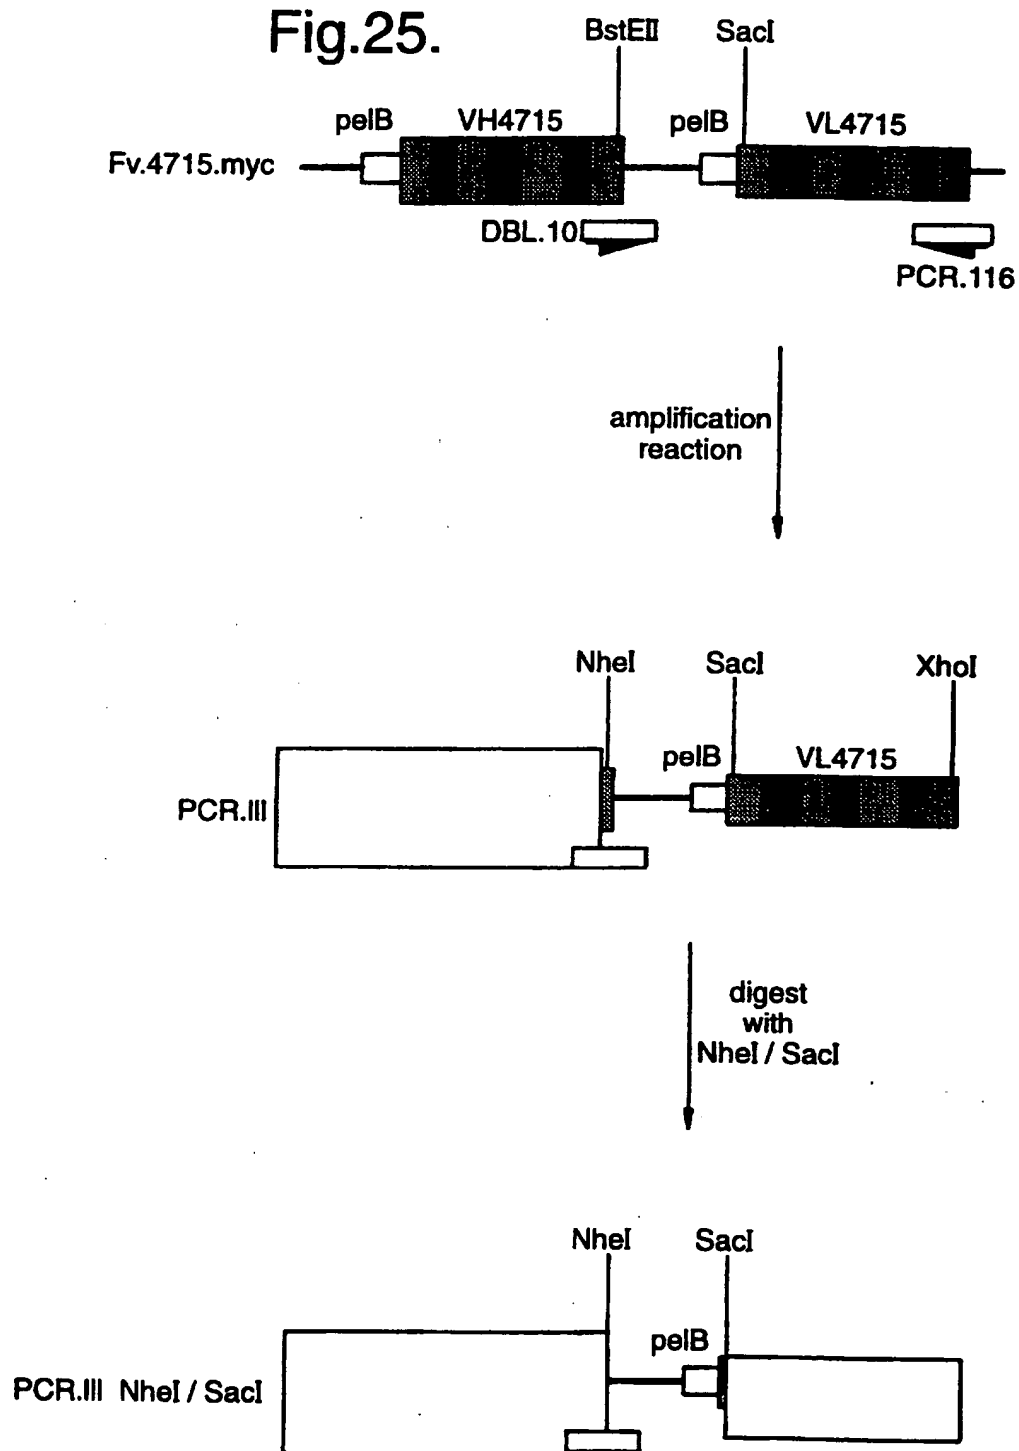 Fig.25.
BstEII SacI
pelB VH4715 pelB VL4715
Fv.4715.myc
DBL.10
PCR.116
amplification
reaction
NheI SacI XhoI
pelB VL4715
PCR.III
digest
with
NheI / SacI
NheI SacI
pelB
PCR.III NheI / SacI